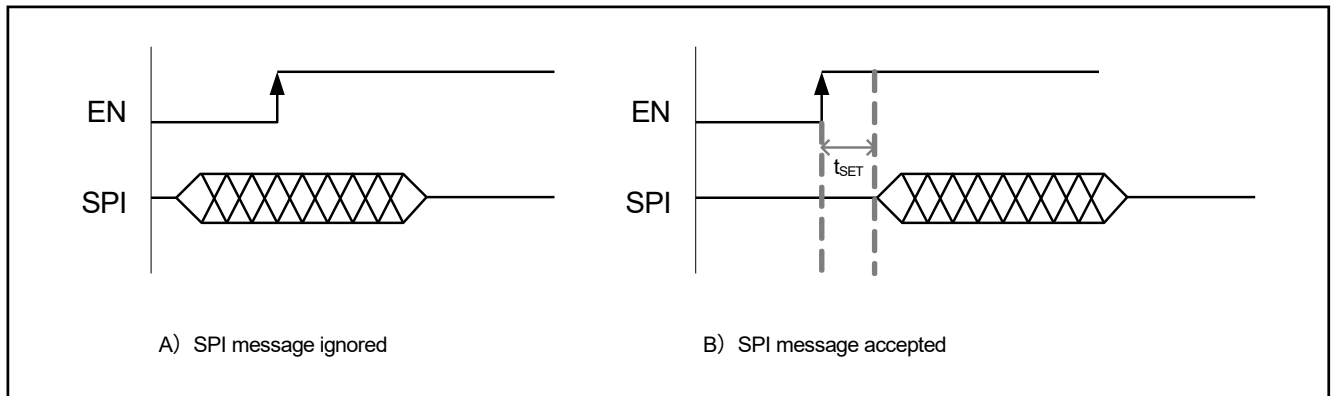 EN
SPI
A）SPI message ignored
EN
tSET
SPI
B）SPI message accepted